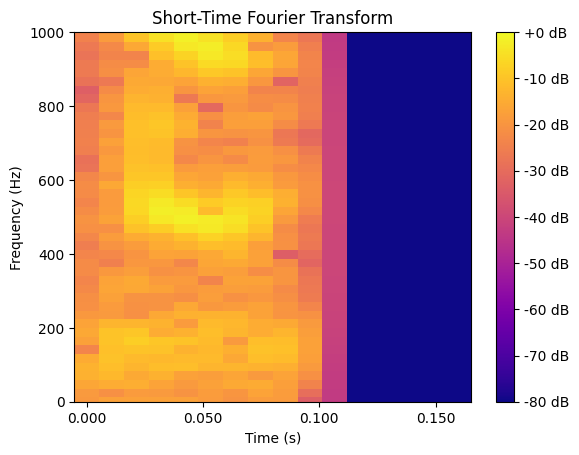 Short-Time Fourier Transform
Frequency (Hz)
1000
800
600
400
200
0
0.000
0.050
0.100
0.150
Time (s)
+0 dB
-10 dB
-20 dB
-30 dB
-40 dB
-50 dB
-60 dB
-70 dB
-80 dB